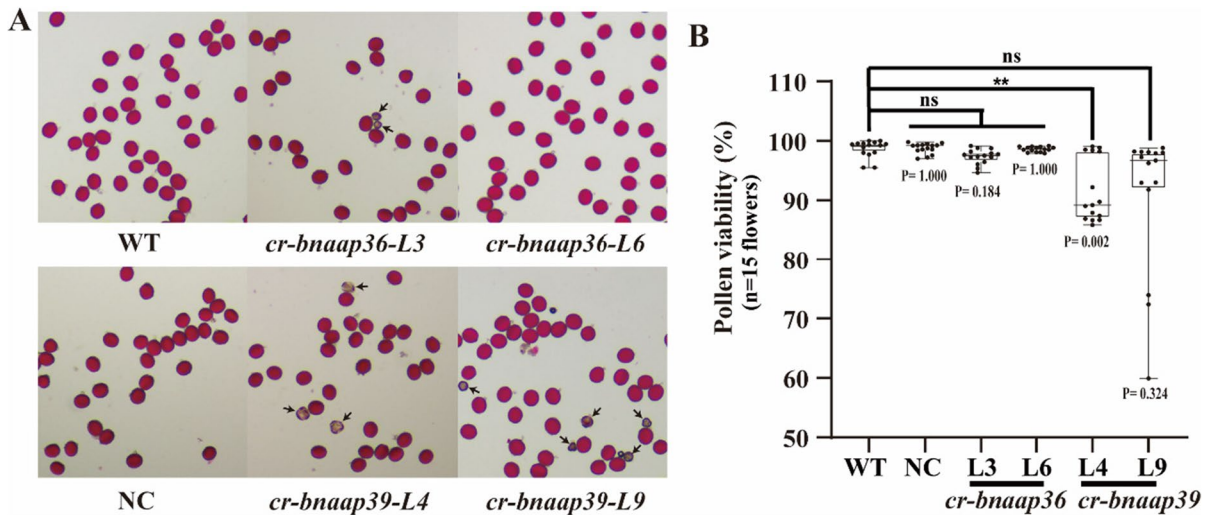 A
WT
cr-bnaap36-L3
cr-bnaap36-L6
NC
cr-bnaap39-L4
cr-bnaap39-L9
B
ns
**
ns
Pollen viability (%)
(n=15 flowers)
110
100
90
80
70
60
50
P= 1.000
P= 0.184
P= 1.000
P= 0.002
P= 0.324
WT NC L3 L6 L4 L9
cr-bnaap36 cr-bnaap39